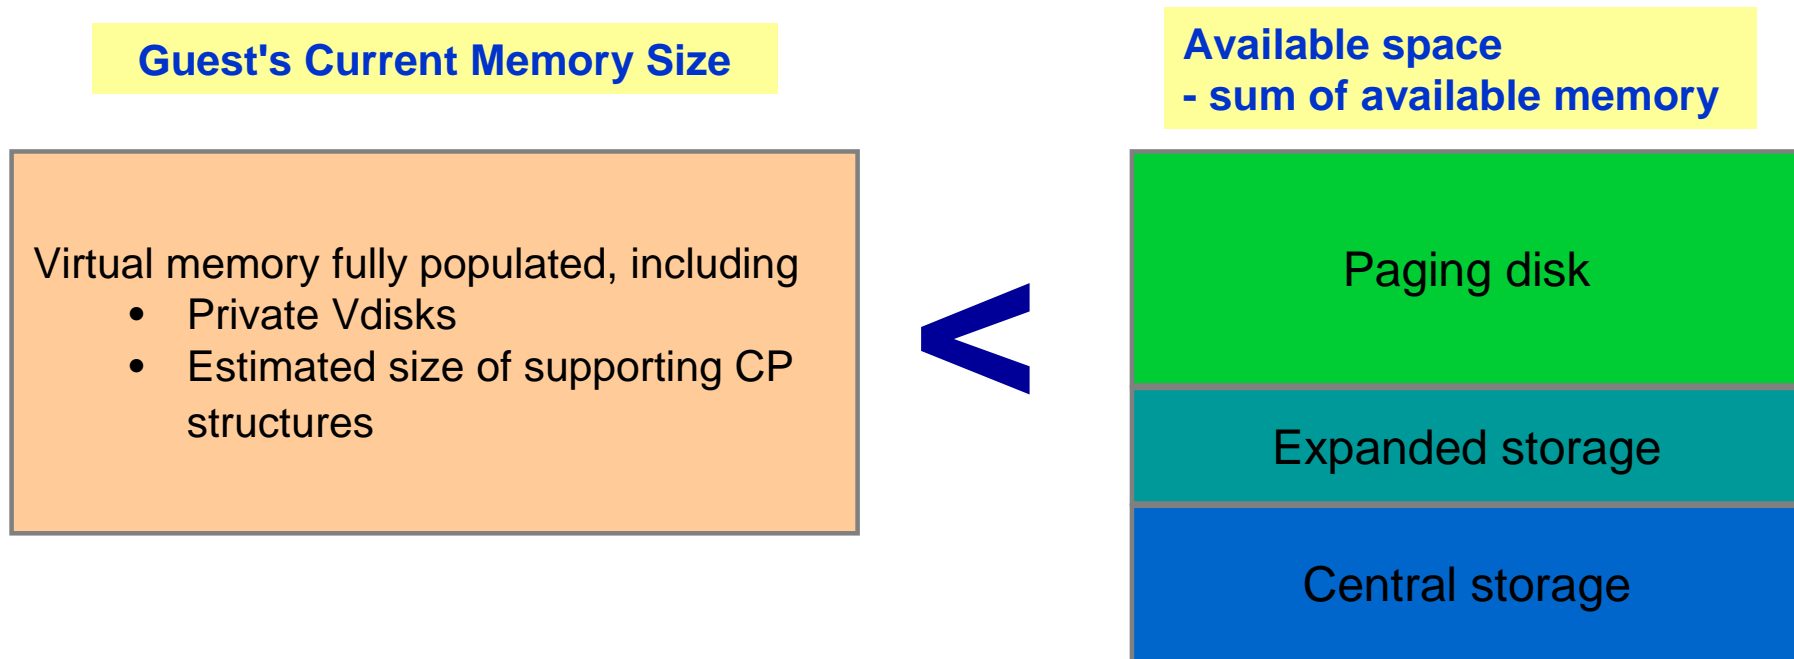 Guest's Current Memory Size
Virtual memory fully populated, including
• Private Vdisks
• Estimated size of supporting CP
structures
<
Available space
- sum of available memory
Paging disk
Expanded storage
Central storage